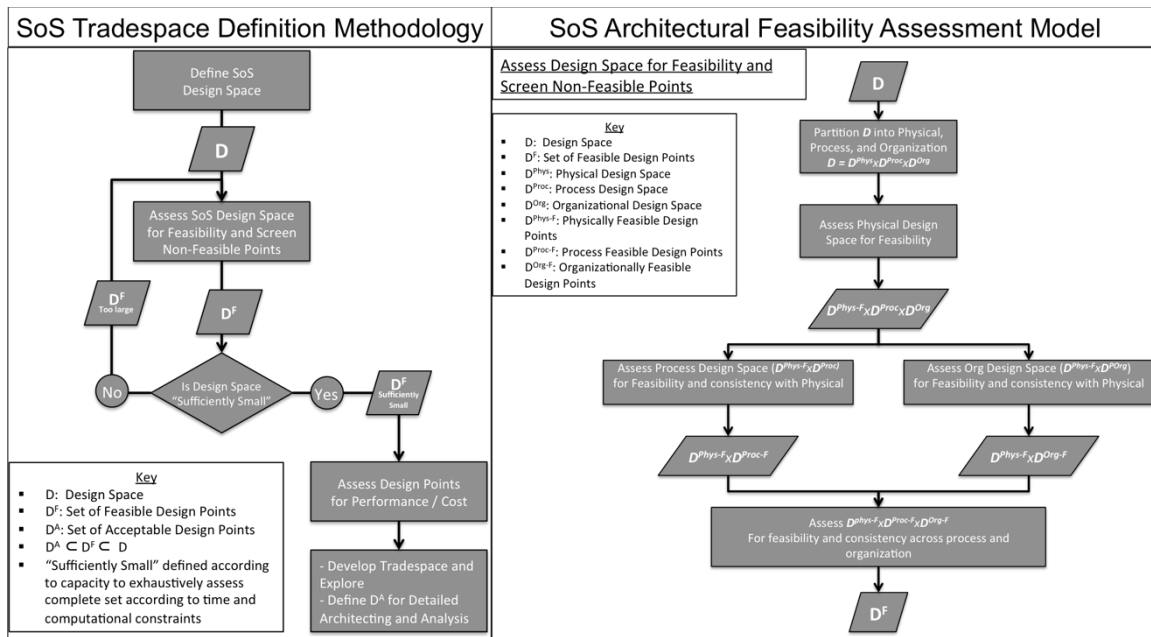 SoS Tradespace Definition Methodology
Define SoS
Design Space
D
Assess SoS Design Space
for Feasibility and Screen
Non-Feasible Points
D^F
Too large
D^F
Is Design Space
“Sufficiently Small”
No
Yes
D^F
Sufficiently
Small
Assess Design Points
for Performance / Cost
- Develop Tradespace and
Explore
- Define D^A for Detailed
Architecting and Analysis
Key
▪ D: Design Space
▪ D^F: Set of Feasible Design Points
▪ D^A: Set of Acceptable Design Points
▪ D^A ⊂ D^F ⊂ D
▪ “Sufficiently Small” defined according
to capacity to exhaustively assess
complete set according to time and
computational constraints
SoS Architectural Feasibility Assessment Model
Assess Design Space for Feasibility and
Screen Non-Feasible Points
Key
▪ D: Design Space
▪ D^F: Set of Feasible Design Points
▪ D^Phys: Physical Design Space
▪ D^Proc: Process Design Space
▪ D^Org: Organizational Design Space
▪ D^Phys-F: Physically Feasible Design
Points
▪ D^Proc-F: Process Feasible Design Points
▪ D^Org-F: Organizationally Feasible
Design Points
D
Partition D into Physical,
Process, and Organization
D = D^Phys x D^Proc x D^Org
Assess Physical Design
Space for Feasibility
D^Phys-F x D^Proc x D^Org
Assess Process Design Space (D^Phys-F x D^Proc)
for Feasibility and consistency with Physical
Assess Org Design Space (D^Phys-F x D^POrg)
for Feasibility and consistency with Physical
D^Phys-F x D^Proc-F
D^Phys-F x D^Org-F
Assess D^phys-F x D^Proc-F x D^Org-F
For feasibility and consistency across process and
organization
D^F